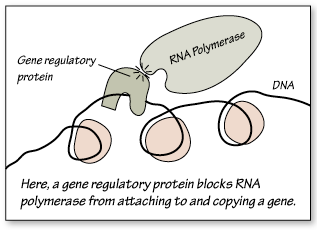 Gene regulatory
protein
RNA Polymerase
DNA
Here, a gene regulatory protein blocks RNA
polymerase from attaching to and copying a gene.